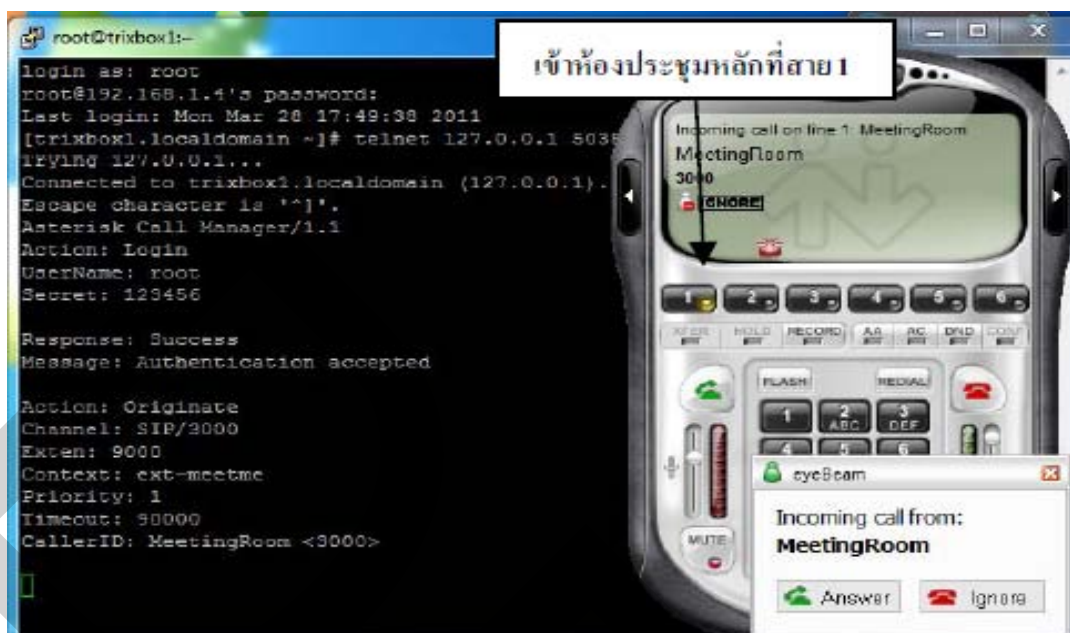 root@trixbox1:~
เข้าห้องประชุมหลักที่สาย 1
login as: root
root@192.168.1.4's password:
Last login: Mon Mar 28 17:49:38 2011
[trixbox1.localdomain ~]# telnet 127.0.0.1 5038
Trying 127.0.0.1...
Connected to trixbox1.localdomain (127.0.0.1).
Escape character is '^]'.
Asterisk Call Manager/1.1
Action: Login
UserName: root
Secret: 123456
Response: Success
Message: Authentication accepted
Action: Originate
Channel: SIP/3000
Exten: 9000
Context: ext-meetme
Priority: 1
Timeout: 90000
CallerID: MeetingRoom <3000>
Incoming call on line 1: MeetingRoom
MeetingRoom
3000
IGNORE
1 2 3 4 5 6
XFER HOLD RECORD AA AC DND CONF
FLASH REDIAL
1 2 ABC 3 DEF
4 5 6
MUTE
eyeBeam
Incoming call from:
MeetingRoom
Answer Ignore